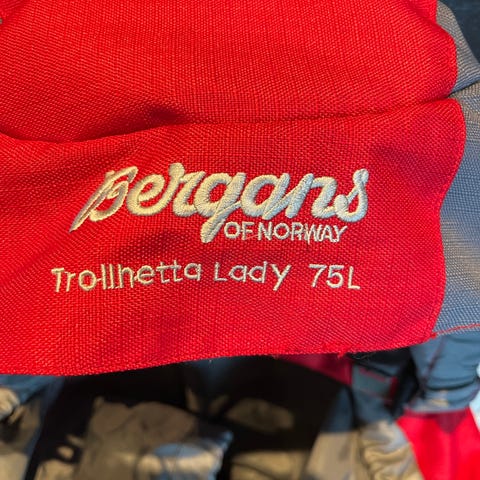 Bergans
OF NORWAY
Trollhetta Lady 75L